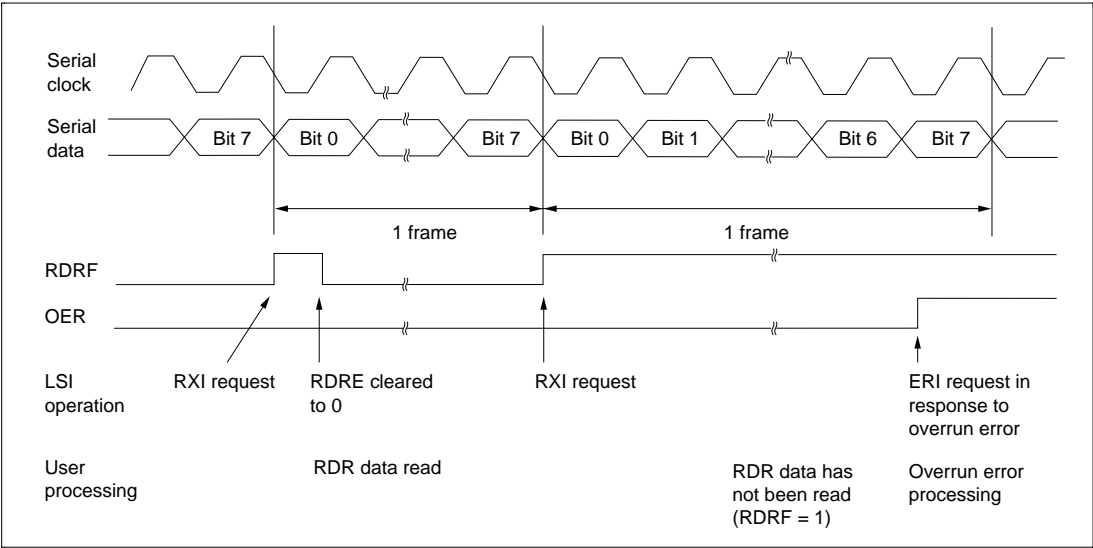 Serial
clock
Serial
data
Bit 7
Bit 0
Bit 7
Bit 0
Bit 1
Bit 6
Bit 7
1 frame
1 frame
RDRF
OER
LSI
operation
RXI request
RDRE cleared
to 0
RXI request
ERI request in
response to
overrun error
User
processing
RDR data read
RDR data has
not been read
(RDRF = 1)
Overrun error
processing